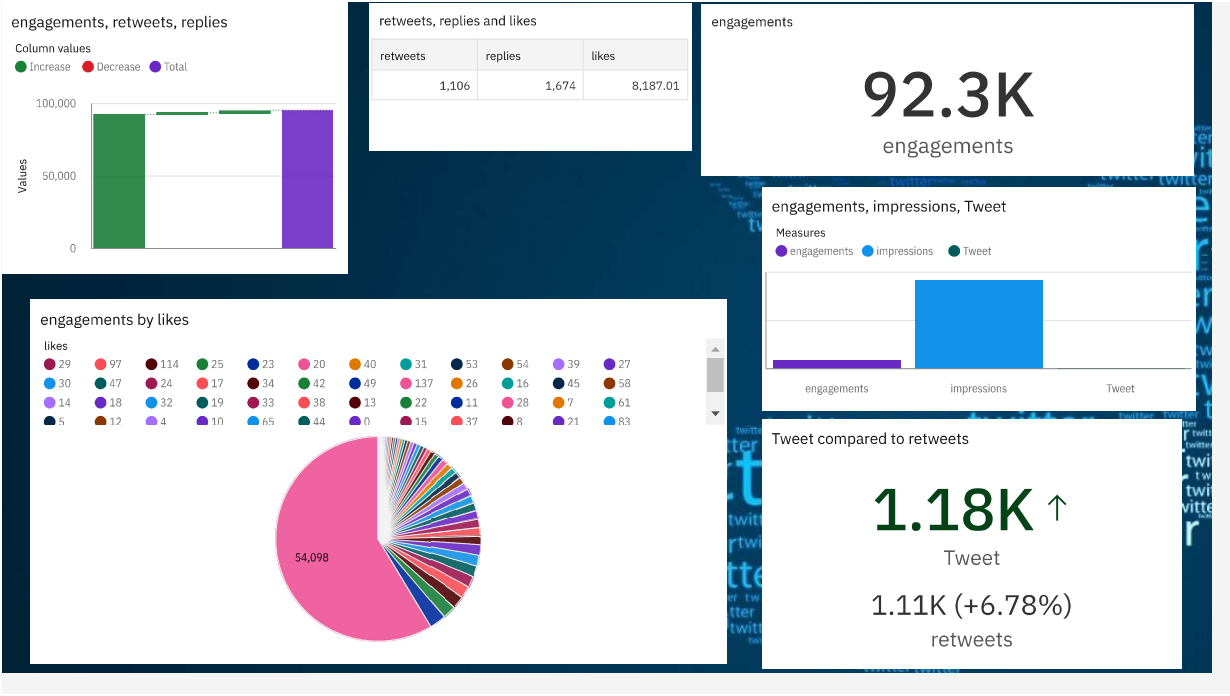 engagements, retweets, replies
Column values
Increase Decrease Total
100,000
50,000
0
Values
retweets, replies and likes
retweets replies likes
1,106 1,674 8,187.01
engagements
92.3K
engagements
engagements, impressions, Tweet
Measures
engagements impressions Tweet
engagements impressions Tweet
engagements by likes
likes
29 97 114 25 23 20 40 31 53 54 39 27
30 47 24 17 34 42 49 137 26 16 45 58
14 18 32 19 33 38 13 22 11 28 7 61
5 12 4 10 65 44 0 15 37 8 21 83
54,098
Tweet compared to retweets
1.18K ↑
Tweet
1.11K (+6.78%)
retweets
twitter
twitter
twitter
twitter